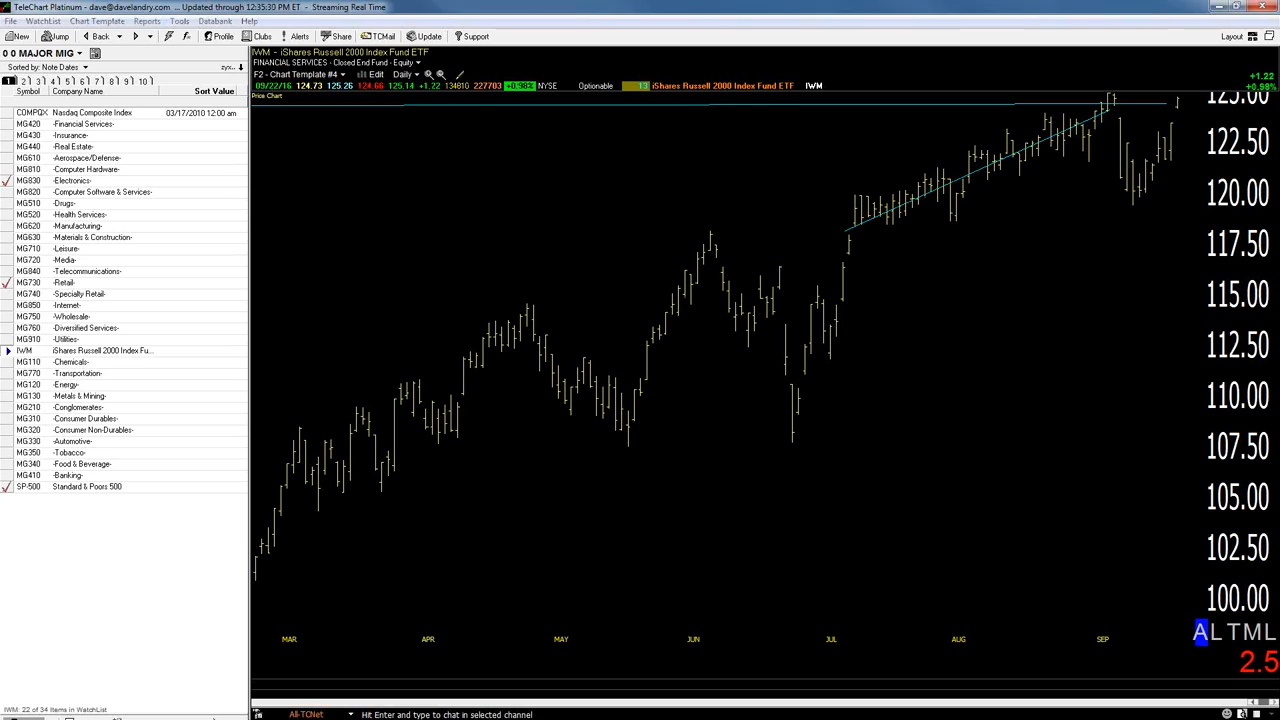 TeleChart Platinum - dave@davelandry.com ... Updated through 12:35:30 PM ET - Streaming Real Time
File WatchList Chart Template Reports Tools Databank Help
New Jump Back Profile Clubs Alerts Share TCMail Update Support Layout
0 0 MAJOR MIG
Sorted by: Note Dates zyx..
1 2 3 4 5 6 7 8 9 10
Symbol Company Name Sort Value
COMPQX Nasdaq Composite Index 03/17/2010 12:00 am
MG420 -Financial Services-
MG430 -Insurance-
MG440 -Real Estate-
MG610 -Aerospace/Defense-
MG810 -Computer Hardware-
MG830 -Electronics-
MG820 -Computer Software & Services-
MG510 -Drugs-
MG520 -Health Services-
MG620 -Manufacturing-
MG630 -Materials & Construction-
MG710 -Leisure-
MG720 -Media-
MG840 -Telecommunications-
MG730 -Retail-
MG740 -Specialty Retail-
MG850 -Internet-
MG750 -Wholesale-
MG760 -Diversified Services-
MG910 -Utilities-
IWM iShares Russell 2000 Index Fu...
MG110 -Chemicals-
MG770 -Transportation-
MG120 -Energy-
MG130 -Metals & Mining-
MG210 -Conglomerates-
MG310 -Consumer Durables-
MG320 -Consumer Non-Durables-
MG330 -Automotive-
MG350 -Tobacco-
MG340 -Food & Beverage-
MG410 -Banking-
SP-500 Standard & Poors 500
IWM: 22 of 34 Items in WatchList
IWM - iShares Russell 2000 Index Fund ETF
FINANCIAL SERVICES - Closed End Fund - Equity
F2 - Chart Template #4 Edit Daily
+1.22
09/22/16 124.73 125.26 124.66 125.14 +1.22 134810 227703 +0.98% NYSE Optionable 13 iShares Russell 2000 Index Fund ETF IWM +0.98%
Price Chart
125.00
122.50
120.00
117.50
115.00
112.50
110.00
107.50
105.00
102.50
100.00
MAR APR MAY JUN JUL AUG SEP
ALTML
2.5
All-TCNet Hit Enter and type to chat in selected channel